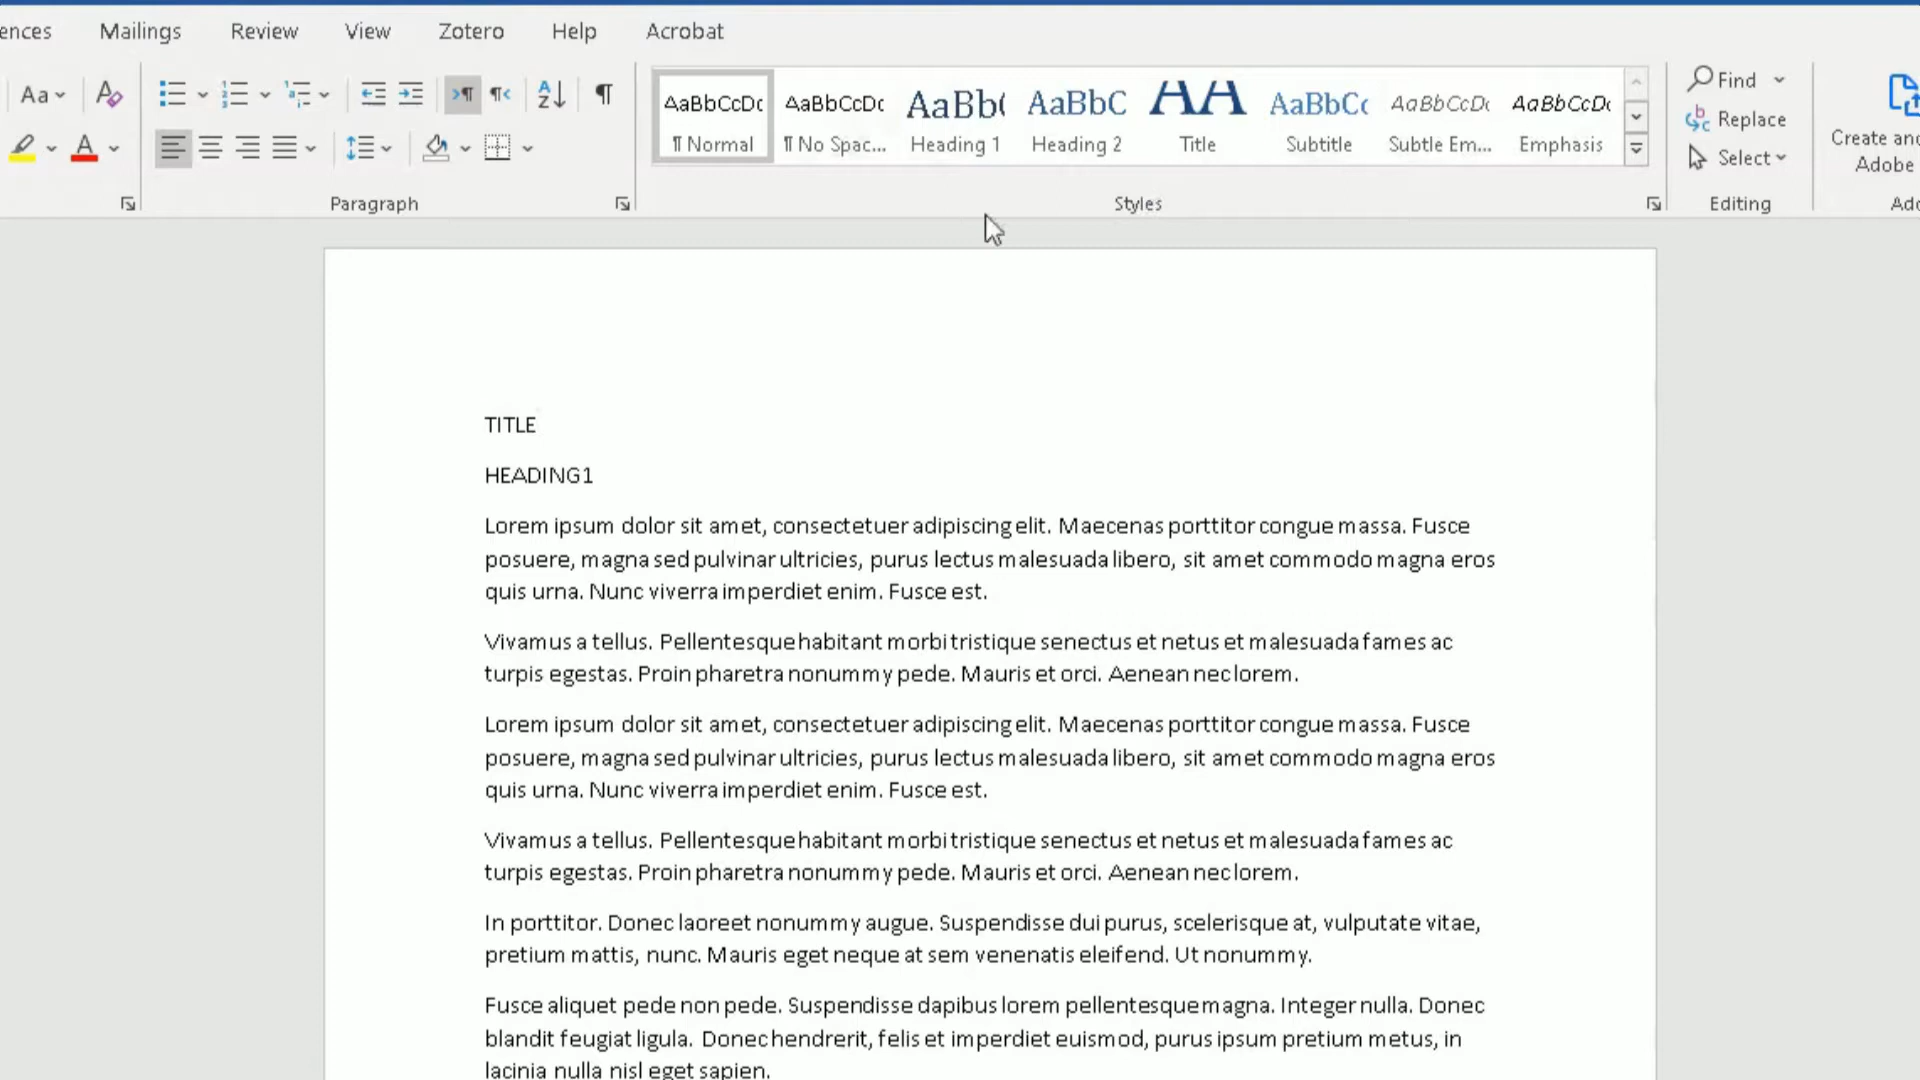 ences Mailings Review View Zotero Help Acrobat
Aa
AaBbCcDc AaBbCcDc AaBb( AaBbC AA AaBbCc AaBbCcDc AaBbCcDc
¶ Normal ¶ No Spac... Heading 1 Heading 2 Title Subtitle Subtle Em... Emphasis
Find
Replace
Select
Create and
Adobe
Paragraph Styles Editing Ado
TITLE
HEADING1
Lorem ipsum dolor sit amet, consectetuer adipiscing elit. Maecenas porttitor congue massa. Fusce
posuere, magna sed pulvinar ultricies, purus lectus malesuada libero, sit amet commodo magna eros
quis urna. Nunc viverra imperdiet enim. Fusce est.
Vivamus a tellus. Pellentesque habitant morbi tristique senectus et netus et malesuada fames ac
turpis egestas. Proin pharetra nonummy pede. Mauris et orci. Aenean nec lorem.
Lorem ipsum dolor sit amet, consectetuer adipiscing elit. Maecenas porttitor congue massa. Fusce
posuere, magna sed pulvinar ultricies, purus lectus malesuada libero, sit amet commodo magna eros
quis urna. Nunc viverra imperdiet enim. Fusce est.
Vivamus a tellus. Pellentesque habitant morbi tristique senectus et netus et malesuada fames ac
turpis egestas. Proin pharetra nonummy pede. Mauris et orci. Aenean nec lorem.
In porttitor. Donec laoreet nonummy augue. Suspendisse dui purus, scelerisque at, vulputate vitae,
pretium mattis, nunc. Mauris eget neque at sem venenatis eleifend. Ut nonummy.
Fusce aliquet pede non pede. Suspendisse dapibus lorem pellentesque magna. Integer nulla. Donec
blandit feugiat ligula. Donec hendrerit, felis et imperdiet euismod, purus ipsum pretium metus, in
lacinia nulla nisl eget sapien.